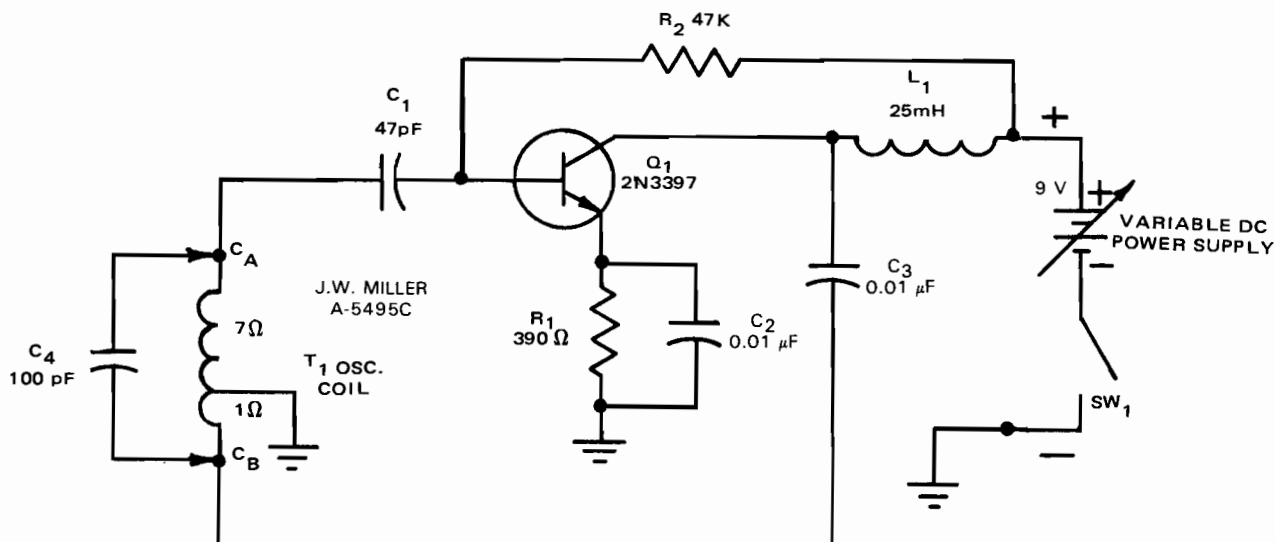 R2 47K
L1
25mH
C1
47pF
+
Q1
2N3397
9 V
+
VARIABLE DC
POWER SUPPLY
−
CA
J.W. MILLER
A-5495C
C3
0.01 µF
7Ω
R1
390 Ω
C2
0.01 µF
C4
100 pF
T1 OSC.
COIL
1Ω
SW1
CB
—